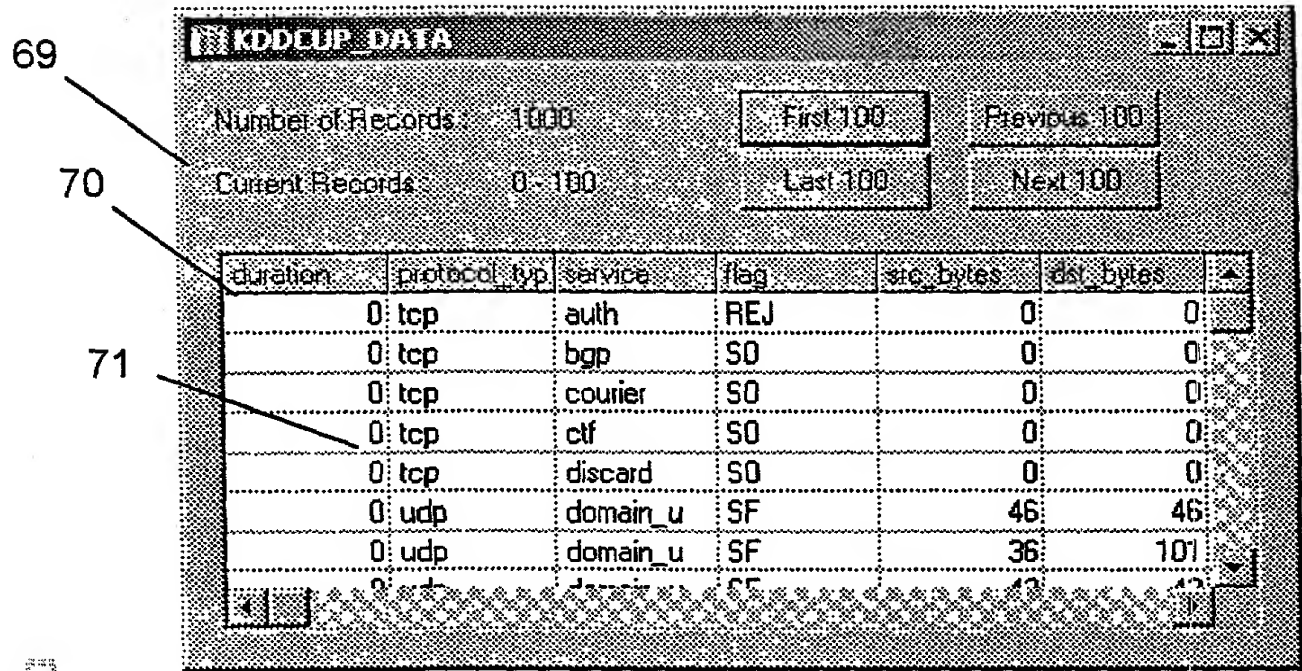 69
70
71
KDDCUP_DATA
Number of Records : 1000 First 100 Previous 100
Current Records : 0 - 100 Last 100 Next 100
duration protocol_typ service flag src_bytes dst_bytes
0 tcp auth REJ 0 0
0 tcp bgp S0 0 0
0 tcp courier S0 0 0
0 tcp ctf S0 0 0
0 tcp discard S0 0 0
0 udp domain_u SF 46 46
0 udp domain_u SF 36 101